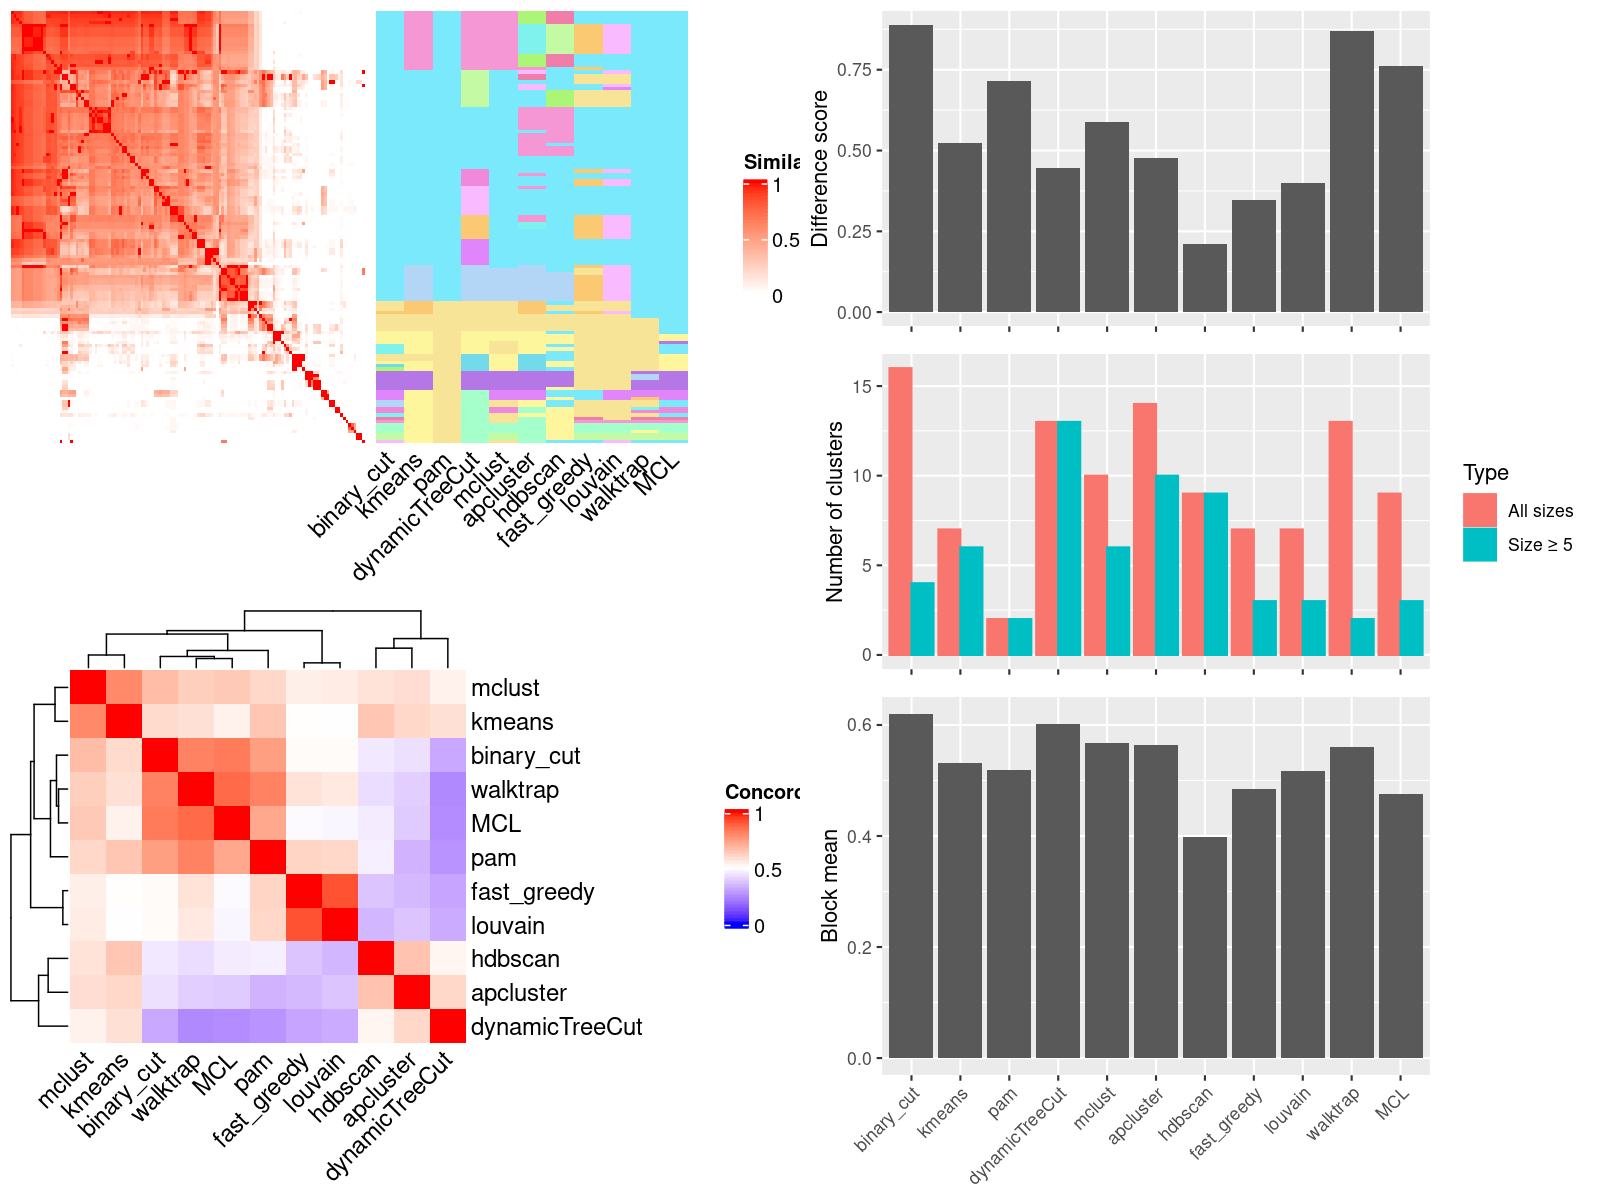 Simila
1
0.5
0
binary_cut
kmeans
pam
dynamicTreeCut
mclust
apcluster
hdbscan
fast_greedy
louvain
walktrap
MCL
Difference score
0.75
0.50
0.25
0.00
Number of clusters
15
10
5
0
Type
All sizes
Size ≥ 5
mclust
kmeans
binary_cut
walktrap
MCL
pam
fast_greedy
louvain
hdbscan
apcluster
dynamicTreeCut
mclust
kmeans
binary_cut
walktrap
MCL
pam
fast_greedy
louvain
hdbscan
apcluster
dynamicTreeCut
Concord
1
0.5
0
Block mean
0.6
0.4
0.2
0.0
binary_cut
kmeans
pam
dynamicTreeCut
mclust
apcluster
hdbscan
fast_greedy
louvain
walktrap
MCL